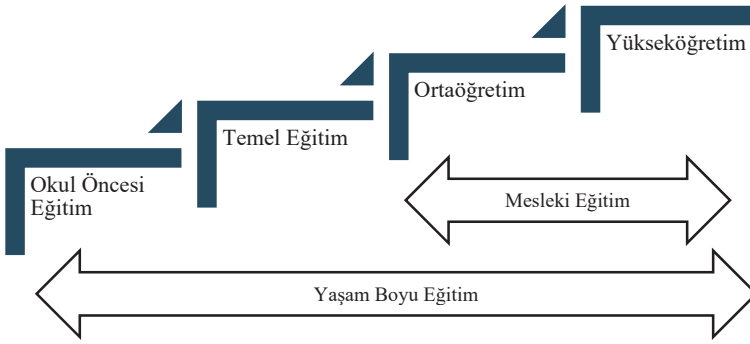 Okul Öncesi
Eğitim
Temel Eğitim
Ortaöğretim
Yükseköğretim
Mesleki Eğitim
Yaşam Boyu Eğitim